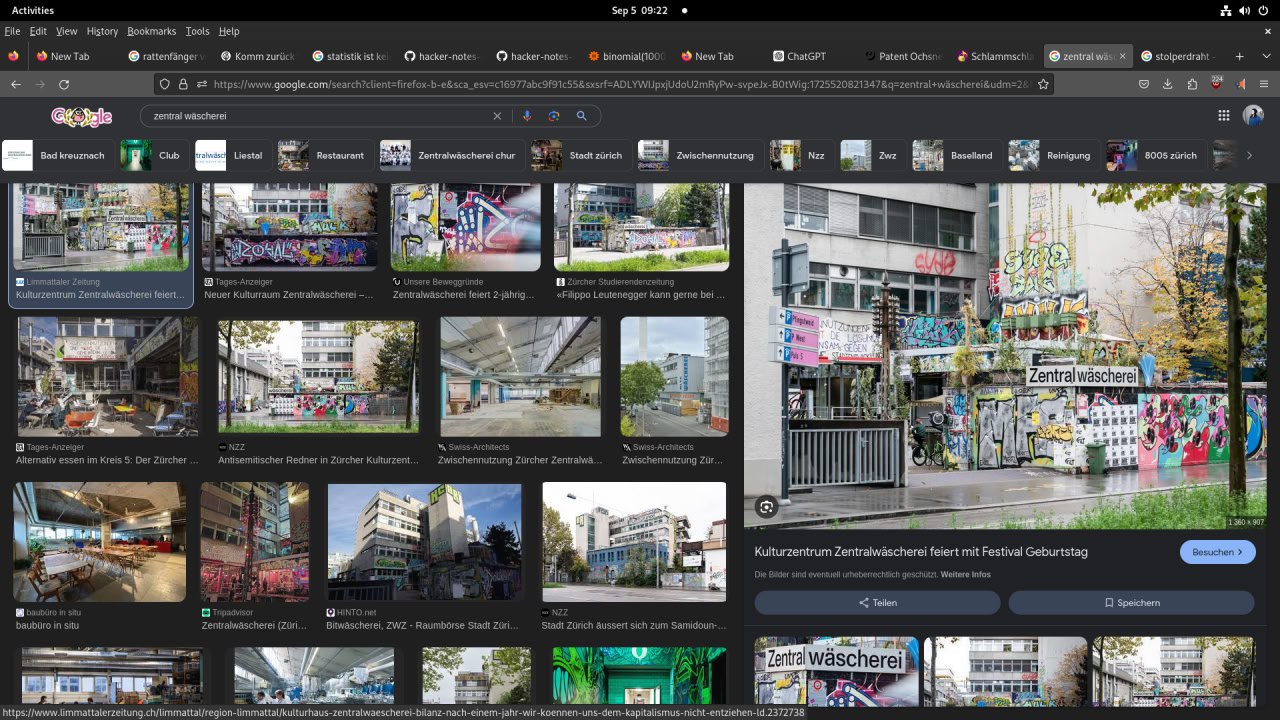 Activities
Sep 5 09:22
File Edit View History Bookmarks Tools Help
New Tab
rattenfänger v
Komm zurück
statistik ist kei
hacker-notes-
hacker-notes-
binomial(1000
New Tab
ChatGPT
Patent Ochsne
Schlammschla
zentral wäsc
stolperdraht -
https://www.google.com/search?client=firefox-b-e&sca_esv=c16977abc9f91c55&sxsrf=ADLYWIJpxjUdoU2mRyPw-svpeJx-B0tWig:1725520821347&q=zentral+wäscherei&udm=2&
224
zentral wäscherei
Bad kreuznach
Club
Liestal
Restaurant
Zentralwäscherei chur
Stadt zürich
Zwischennutzung
Nzz
Zwz
Baselland
Reinigung
8005 zürich
Limmattaler Zeitung
Kulturzentrum Zentralwäscherei feiert...
Tages-Anzeiger
Neuer Kulturraum Zentralwäscherei –...
Unsere Beweggründe
Zentralwäscherei feiert 2-jährig...
Zürcher Studierendenzeitung
«Filippo Leutenegger kann gerne bei ...
Tages-Anzeiger
Alternativ essen im Kreis 5: Der Zürcher ...
NZZ
Antisemitischer Redner in Zürcher Kulturzent...
Swiss-Architects
Zwischennutzung Zürcher Zentralwä...
Swiss-Architects
Zwischennutzung Zür...
baubüro in situ
baubüro in situ
Tripadvisor
Zentralwäscherei (Züri...
HINTO.net
Bitwäscherei, ZWZ - Raumbörse Stadt Züri...
NZZ
Stadt Zürich äussert sich zum Samidoun-...
Zentralwäscherei
P West
1.360 × 907
Kulturzentrum Zentralwäscherei feiert mit Festival Geburtstag
Besuchen
Die Bilder sind eventuell urheberrechtlich geschützt. Weitere Infos
Teilen
Speichern
Zentralwäscherei
https://www.limmattalerzeitung.ch/limmattal/region-limmattal/kulturhaus-zentralwaescherei-bilanz-nach-einem-jahr-wir-koennen-uns-dem-kapitalismus-nicht-entziehen-ld.2372738